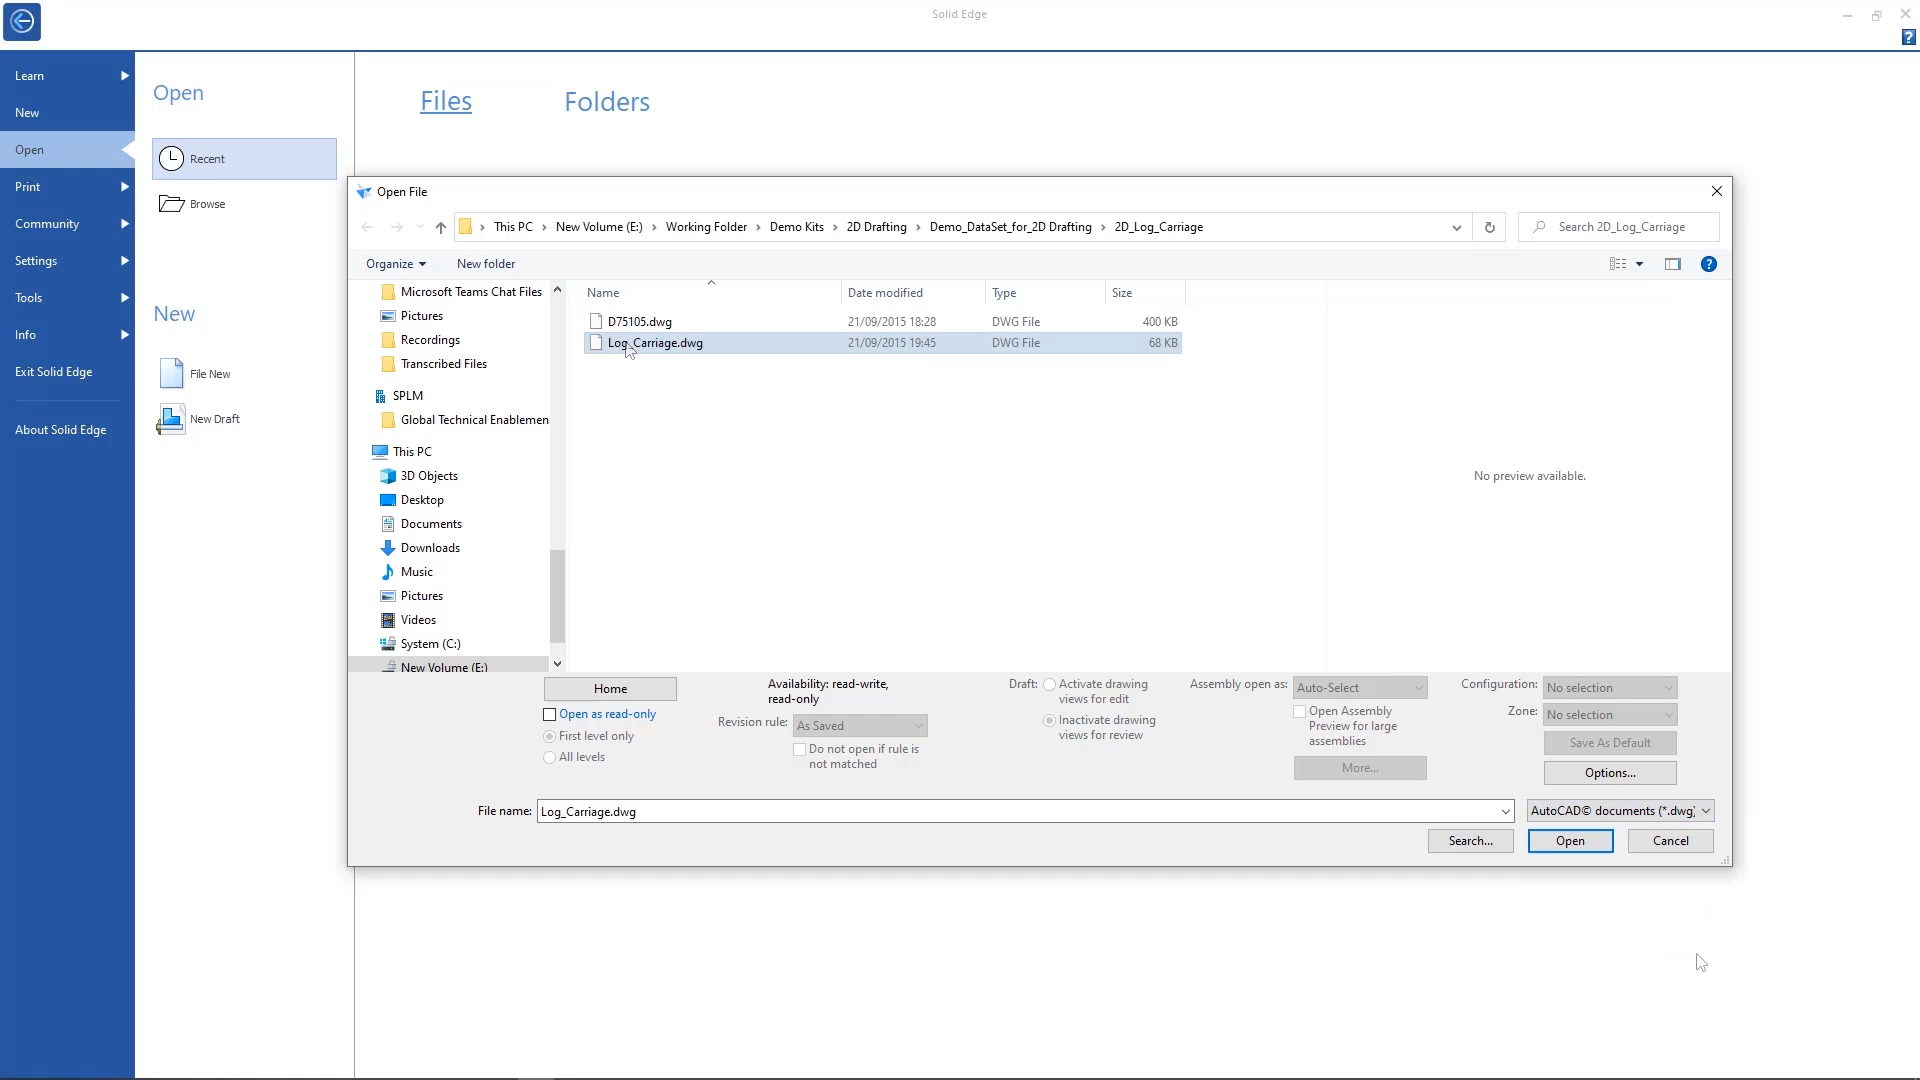 Solid Edge
Learn
New
Open
Print
Community
Settings
Tools
Info
Exit Solid Edge
About Solid Edge
Open
Recent
Browse
New
File New
New Draft
Files
Folders
Open File
This PC
New Volume (E:)
Working Folder
Demo Kits
2D Drafting
Demo_DataSet_for_2D Drafting
2D_Log_Carriage
Search 2D_Log_Carriage
Organize
New folder
Microsoft Teams Chat Files
Pictures
Recordings
Transcribed Files
SPLM
Global Technical Enablemen
This PC
3D Objects
Desktop
Documents
Downloads
Music
Pictures
Videos
System (C:)
New Volume (E:)
Name Date modified Type Size
D75105.dwg 21/09/2015 18:28 DWG File 400 KB
Log_Carriage.dwg 21/09/2015 19:45 DWG File 68 KB
No preview available.
Home
Open as read-only
First level only
All levels
Availability: read-write,
read-only
Revision rule: As Saved
Do not open if rule is
not matched
Draft: Activate drawing
views for edit
Inactivate drawing
views for review
Assembly open as: Auto-Select
Open Assembly
Preview for large
assemblies
More...
Configuration: No selection
Zone: No selection
Save As Default
Options...
File name: Log_Carriage.dwg
AutoCAD© documents (*.dwg)
Search...
Open
Cancel